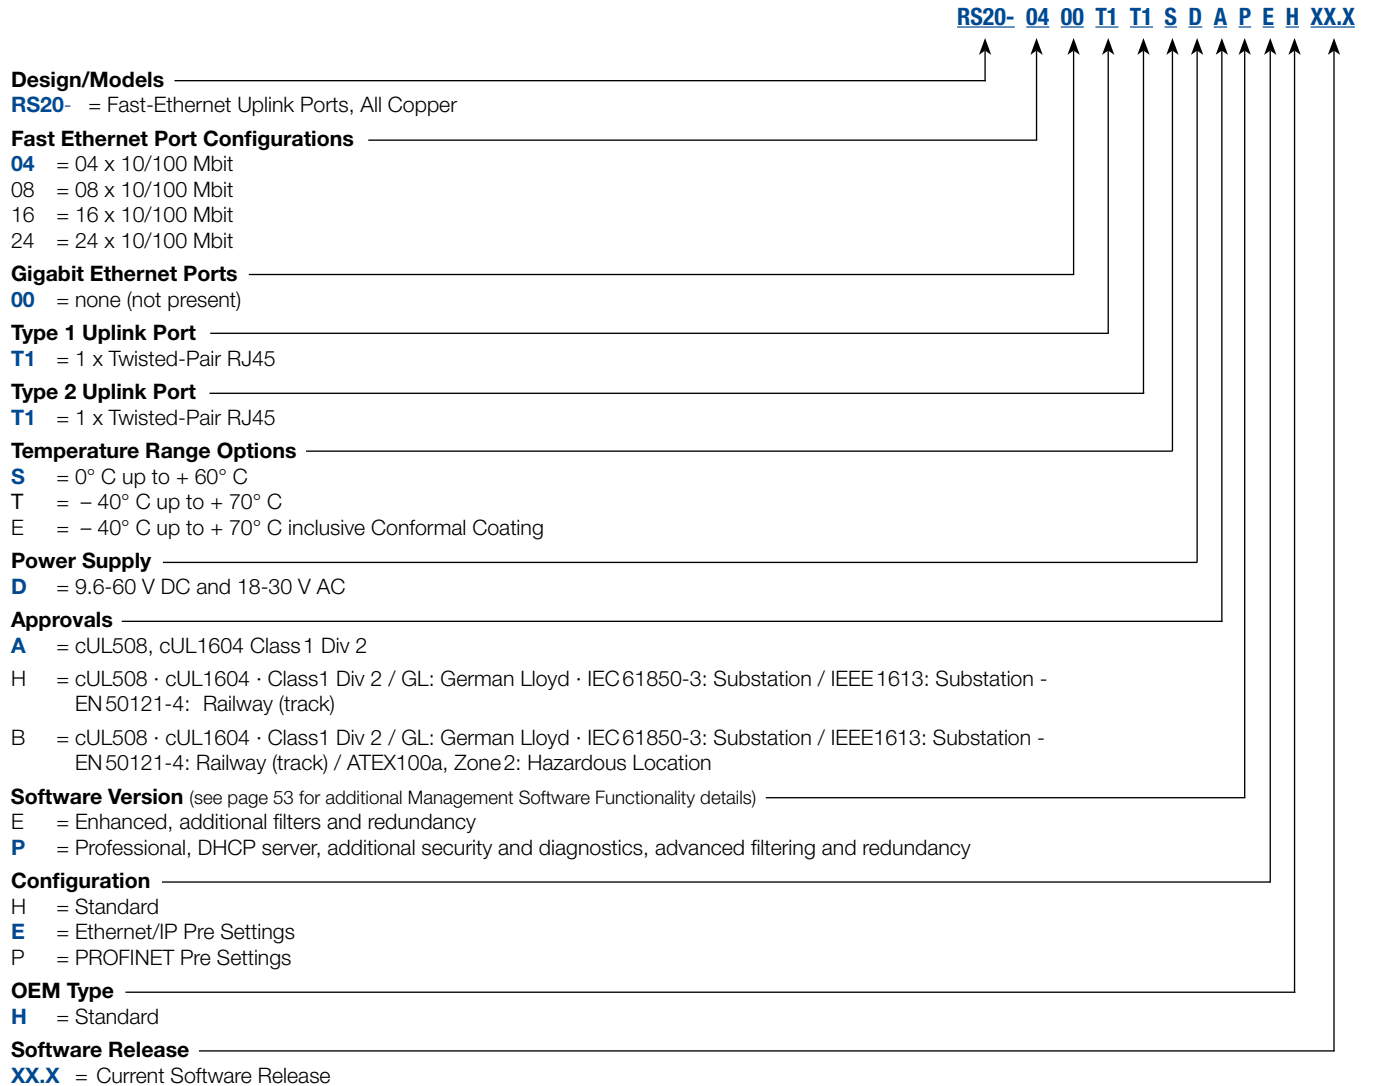 RS20- 04 00 T1 T1 S D A P E H XX.X
Design/Models
RS20- = Fast-Ethernet Uplink Ports, All Copper
Fast Ethernet Port Configurations
04 = 04 x 10/100 Mbit
08 = 08 x 10/100 Mbit
16 = 16 x 10/100 Mbit
24 = 24 x 10/100 Mbit
Gigabit Ethernet Ports
00 = none (not present)
Type 1 Uplink Port
T1 = 1 x Twisted-Pair RJ45
Type 2 Uplink Port
T1 = 1 x Twisted-Pair RJ45
Temperature Range Options
S = 0° C up to + 60° C
T = – 40° C up to + 70° C
E = – 40° C up to + 70° C inclusive Conformal Coating
Power Supply
D = 9.6-60 V DC and 18-30 V AC
Approvals
A = cUL508, cUL1604 Class 1 Div 2
H = cUL508 · cUL1604 · Class1 Div 2 / GL: German Lloyd · IEC 61850-3: Substation / IEEE 1613: Substation -
EN 50121-4: Railway (track)
B = cUL508 · cUL1604 · Class1 Div 2 / GL: German Lloyd · IEC 61850-3: Substation / IEEE1613: Substation -
EN 50121-4: Railway (track) / ATEX100a, Zone 2: Hazardous Location
Software Version (see page 53 for additional Management Software Functionality details)
E = Enhanced, additional filters and redundancy
P = Professional, DHCP server, additional security and diagnostics, advanced filtering and redundancy
Configuration
H = Standard
E = Ethernet/IP Pre Settings
P = PROFINET Pre Settings
OEM Type
H = Standard
Software Release
XX.X = Current Software Release